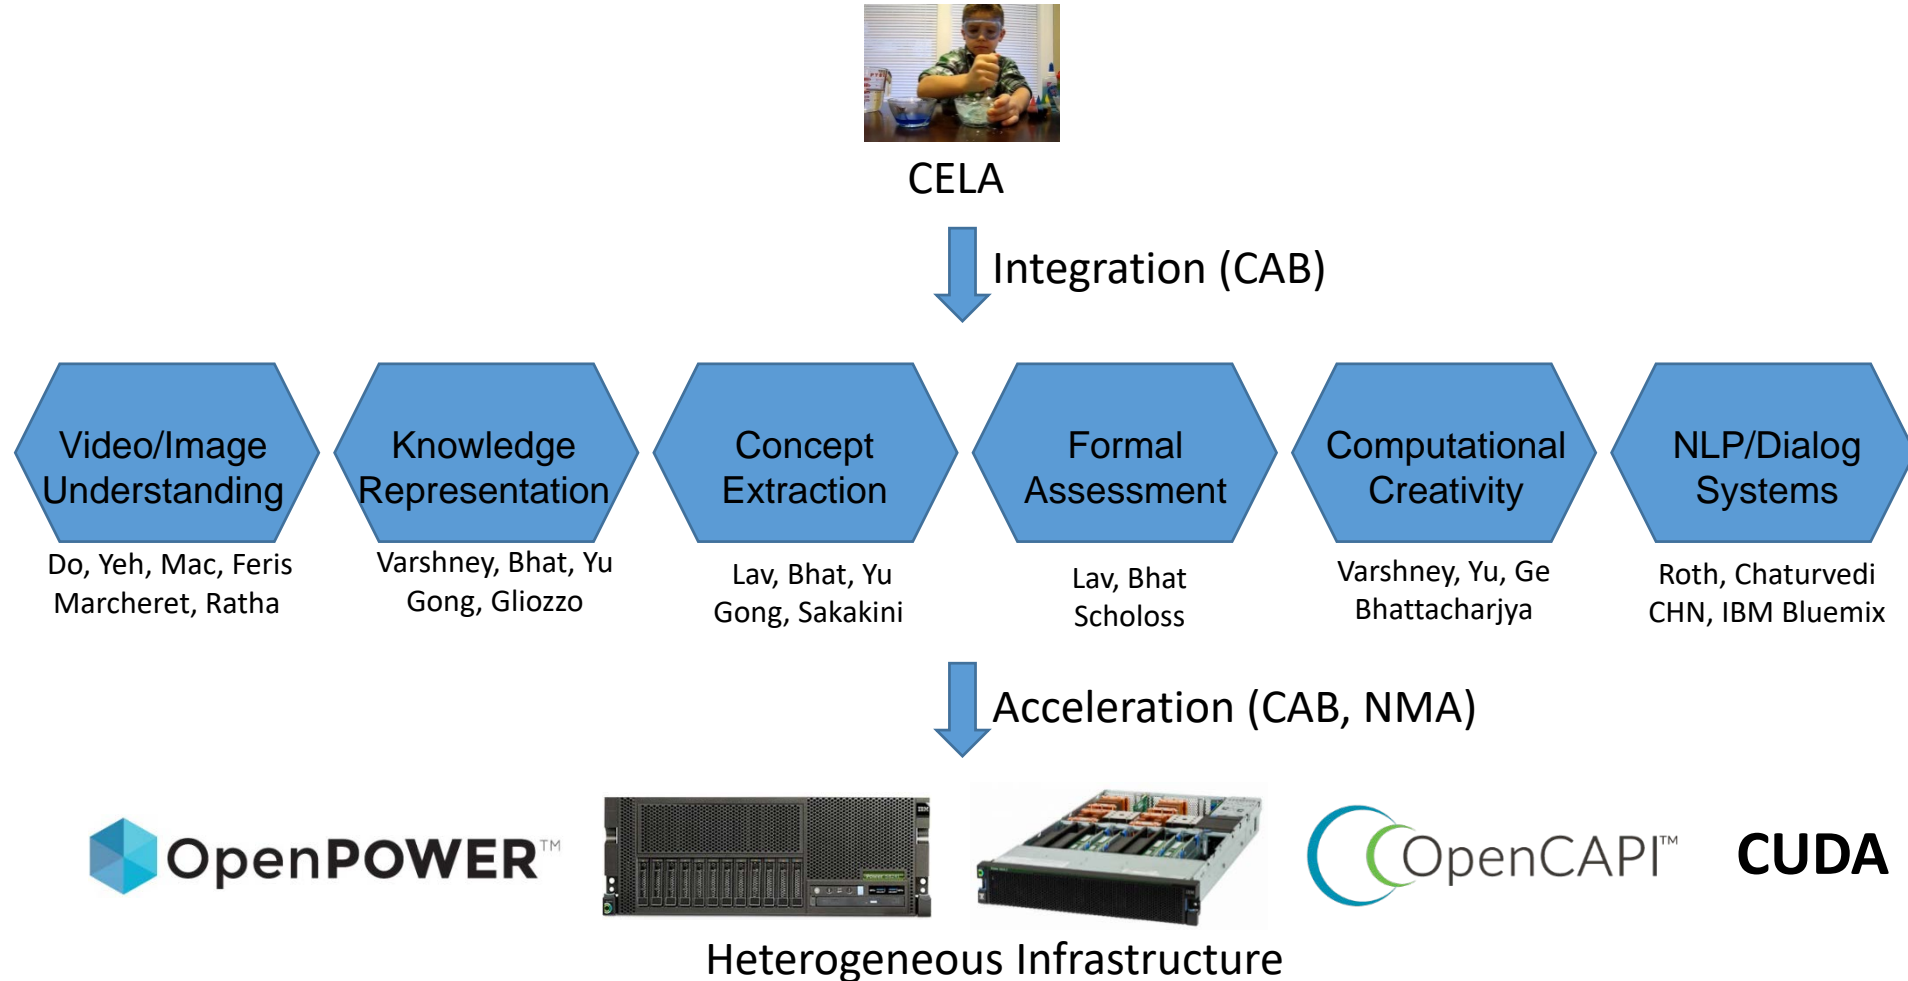 CELA
Integration (CAB)
Video/Image
Understanding
Knowledge
Representation
Concept
Extraction
Formal
Assessment
Computational
Creativity
NLP/Dialog
Systems
Do, Yeh, Mac, Feris
Marcheret, Ratha
Varshney, Bhat, Yu
Gong, Gliozzo
Lav, Bhat, Yu
Gong, Sakakini
Lav, Bhat
Scholoss
Varshney, Yu, Ge
Bhattacharjya
Roth, Chaturvedi
CHN, IBM Bluemix
Acceleration (CAB, NMA)
OpenPOWER™
OpenCAPI™
CUDA
Heterogeneous Infrastructure